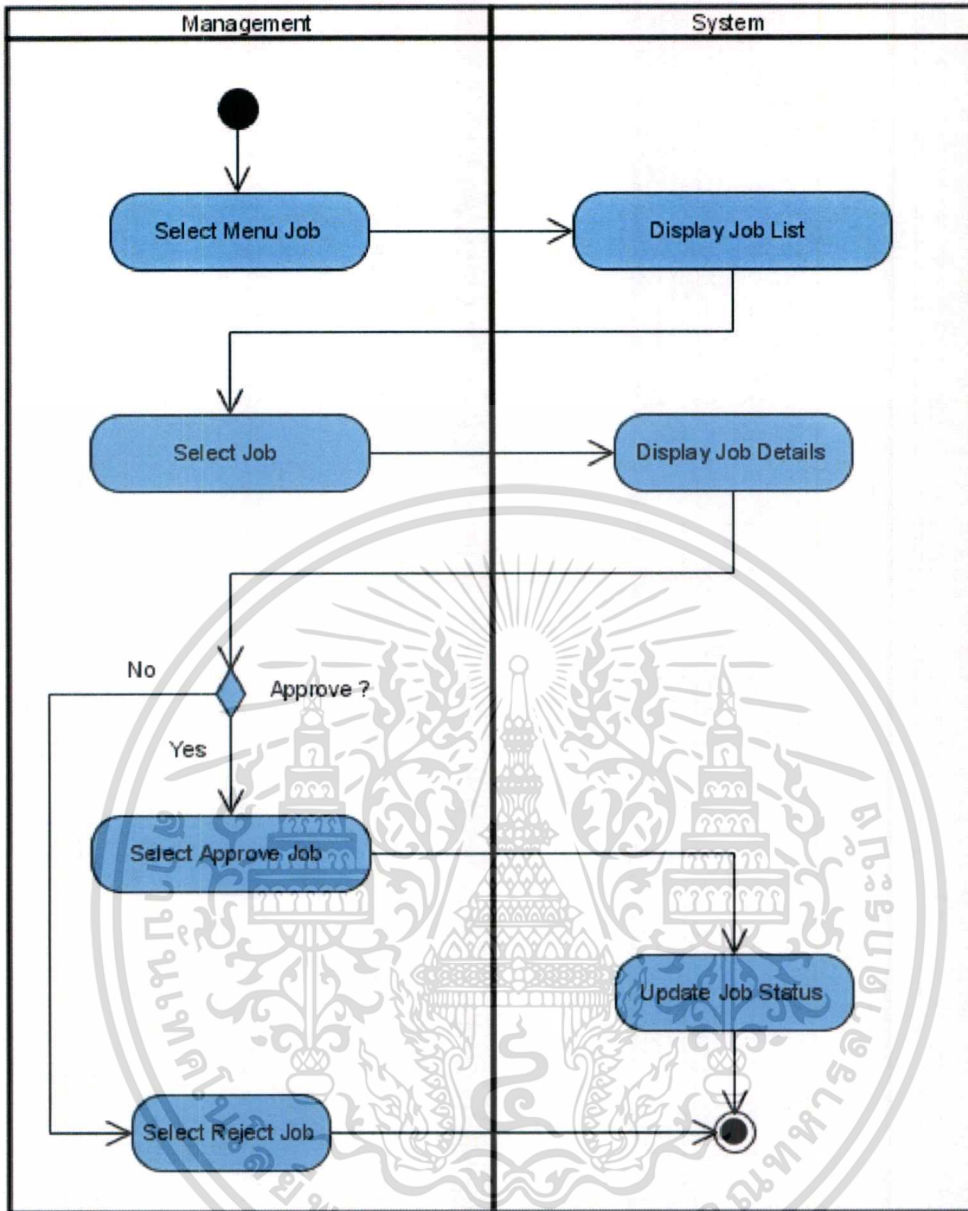 Management
System
Select Menu Job
Display Job List
Select Job
Display Job Details
No
Approve ?
Yes
Select Approve Job
Update Job Status
Select Reject Job